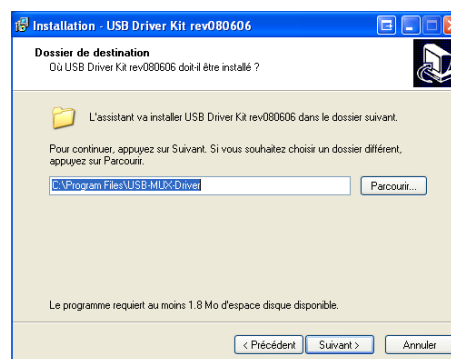 Installation - USB Driver Kit rev080606
Dossier de destination
Où USB Driver Kit rev080606 doit-il être installé ?
L'assistant va installer USB Driver Kit rev080606 dans le dossier suivant.
Pour continuer, appuyez sur Suivant. Si vous souhaitez choisir un dossier différent,
appuyez sur Parcourir.
C:\Program Files\USB-MUX-Driver
Parcourir...
Le programme requiert au moins 1.8 Mo d'espace disque disponible.
< Précédent
Suivant >
Annuler